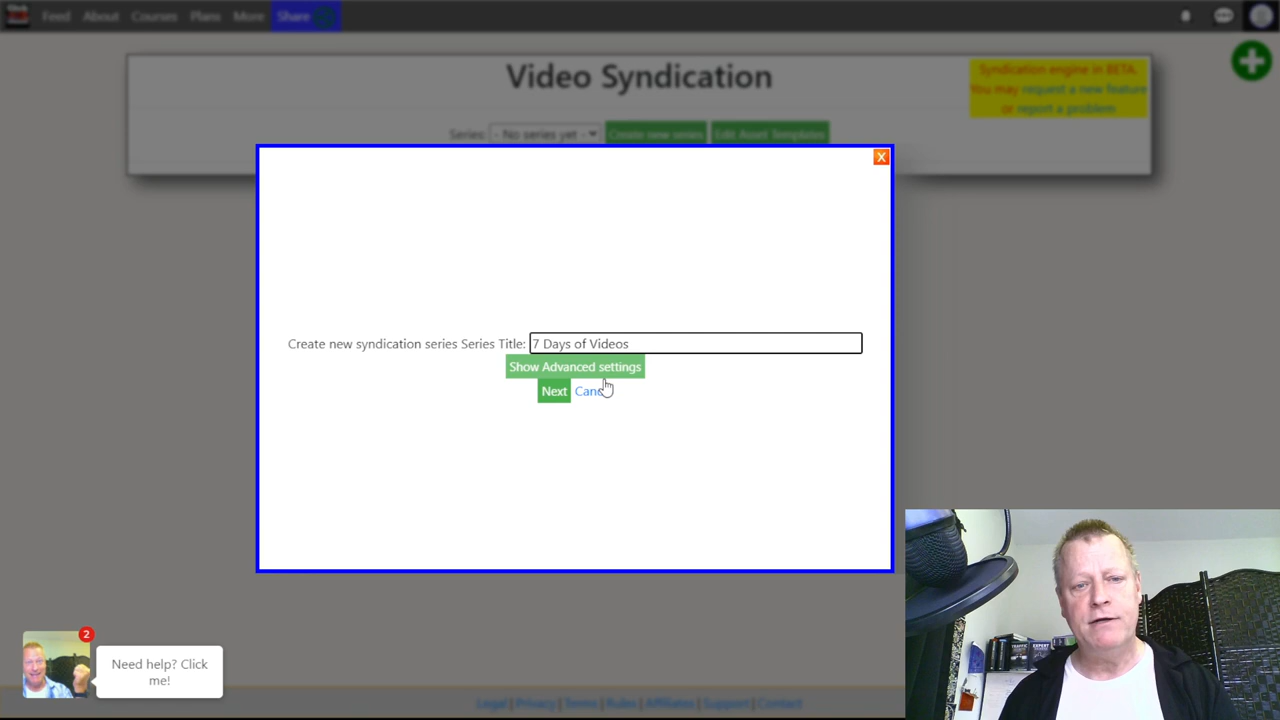 Feed About Courses Plans More Share
Video Syndication
Syndication engine in BETA.
You may request a new feature
or report a problem
Series: - No series yet - Create new series Edit Asset Templates
X
Create new syndication series Series Title: 7 Days of Videos
Show Advanced settings
Next Canc
2
Need help? Click
me!
Legal | Privacy | Terms | Rules | Affiliates | Support | Contact